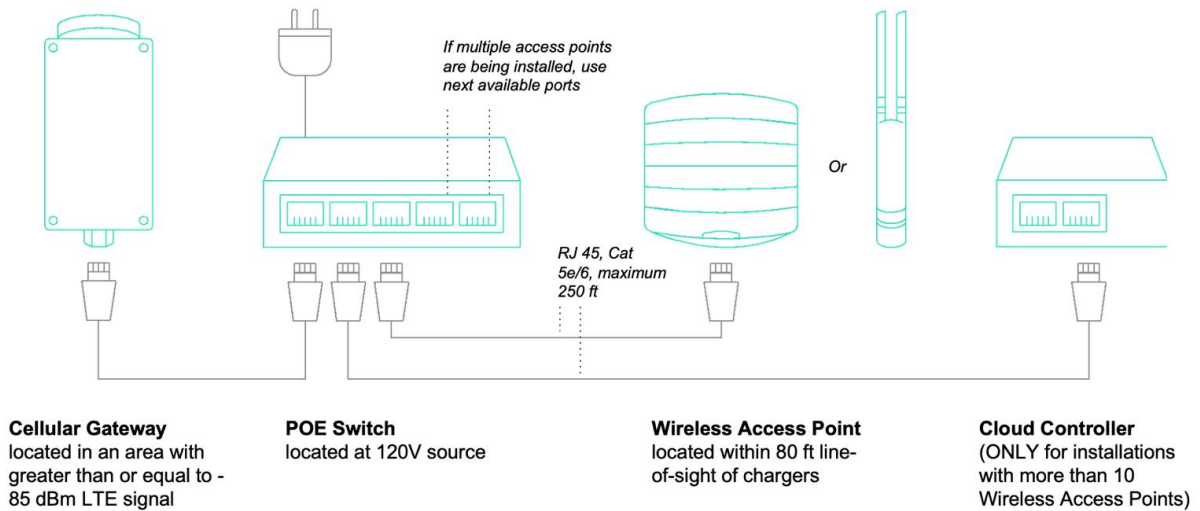 If multiple access points
are being installed, use
next available ports
Or
RJ 45, Cat
5e/6, maximum
250 ft
Cellular Gateway
located in an area with
greater than or equal to -
85 dBm LTE signal
POE Switch
located at 120V source
Wireless Access Point
located within 80 ft line-
of-sight of chargers
Cloud Controller
(ONLY for installations
with more than 10
Wireless Access Points)